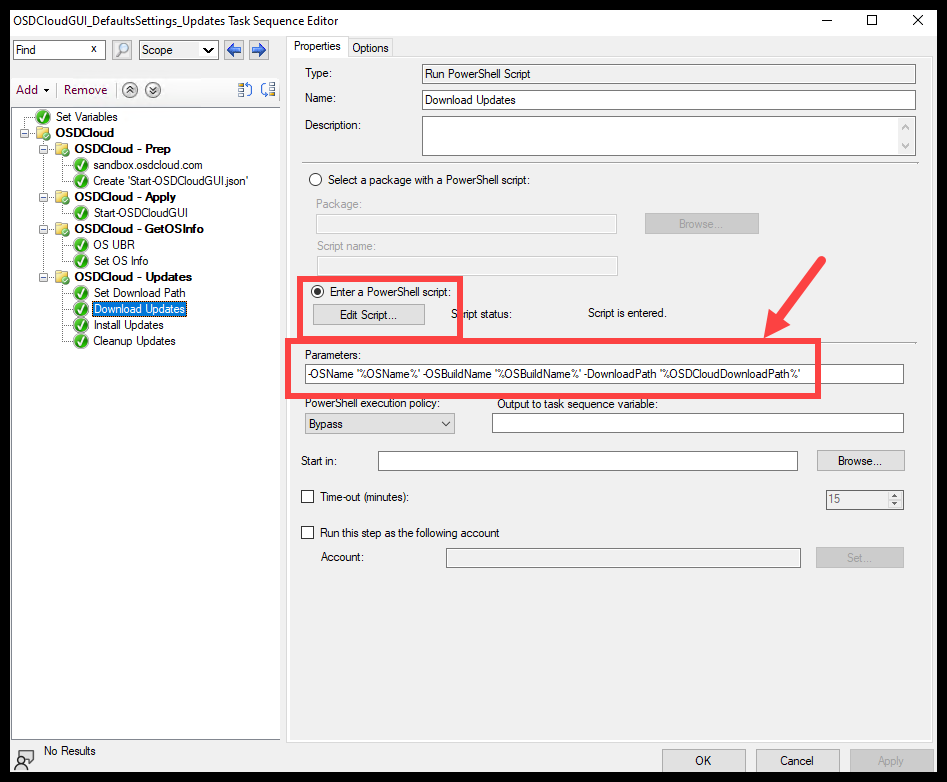 OSDCloudGUI_DefaultsSettings_Updates Task Sequence Editor
Find x Scope
Add Remove
Set Variables
OSDCloud
OSDCloud - Prep
sandbox.osdcloud.com
Create 'Start-OSDCloudGUI.json'
OSDCloud - Apply
Start-OSDCloudGUI
OSDCloud - GetOSInfo
OS UBR
Set OS Info
OSDCloud - Updates
Set Download Path
Download Updates
Install Updates
Cleanup Updates
No Results
Properties Options
Type: Run PowerShell Script
Name: Download Updates
Description:
Select a package with a PowerShell script:
Package:
Browse...
Script name:
Enter a PowerShell script:
Edit Script... Script status: Script is entered.
Parameters:
-OSName '%OSName%' -OSBuildName '%OSBuildName%' -DownloadPath '%OSDCloudDownloadPath%'
PowerShell execution policy: Output to task sequence variable:
Bypass
Start in: Browse...
Time-out (minutes): 15
Run this step as the following account
Account: Set...
OK Cancel Apply